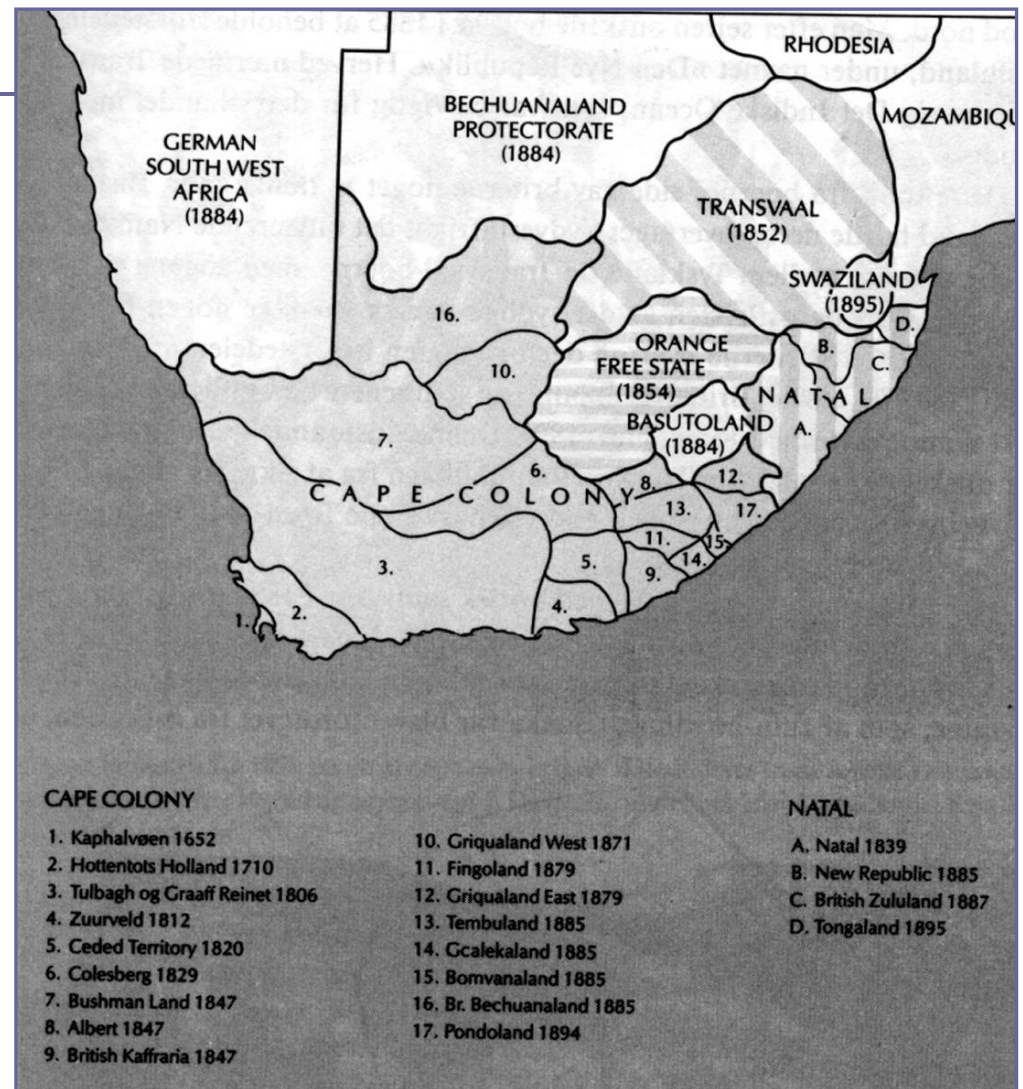 RHODESIA
BECHUANALAND
PROTECTORATE
(1884)
MOZAMBIQU
GERMAN
SOUTH WEST
AFRICA
(1884)
TRANSVAAL
(1852)
SWAZILAND
(1895)
D.
16.
ORANGE
FREE STATE
(1854)
B.
C.
10.
NATAL
A.
BASUTOLAND
(1884)
7.
6.
8.
12.
CAPE COLONY
13.
17.
11.
15.
14.
3.
5.
9.
4.
2.
1.
CAPE COLONY
1. Kaphalvøen 1652
2. Hottentots Holland 1710
3. Tulbagh og Graaff Reinet 1806
4. Zuurveld 1812
5. Ceded Territory 1820
6. Colesberg 1829
7. Bushman Land 1847
8. Albert 1847
9. British Kaffraria 1847
10. Griqualand West 1871
11. Fingoland 1879
12. Griqualand East 1879
13. Tembuland 1885
14. Gcalekaland 1885
15. Bomvanaland 1885
16. Br. Bechuanaland 1885
17. Pondoland 1894
NATAL
A. Natal 1839
B. New Republic 1885
C. British Zululand 1887
D. Tongaland 1895